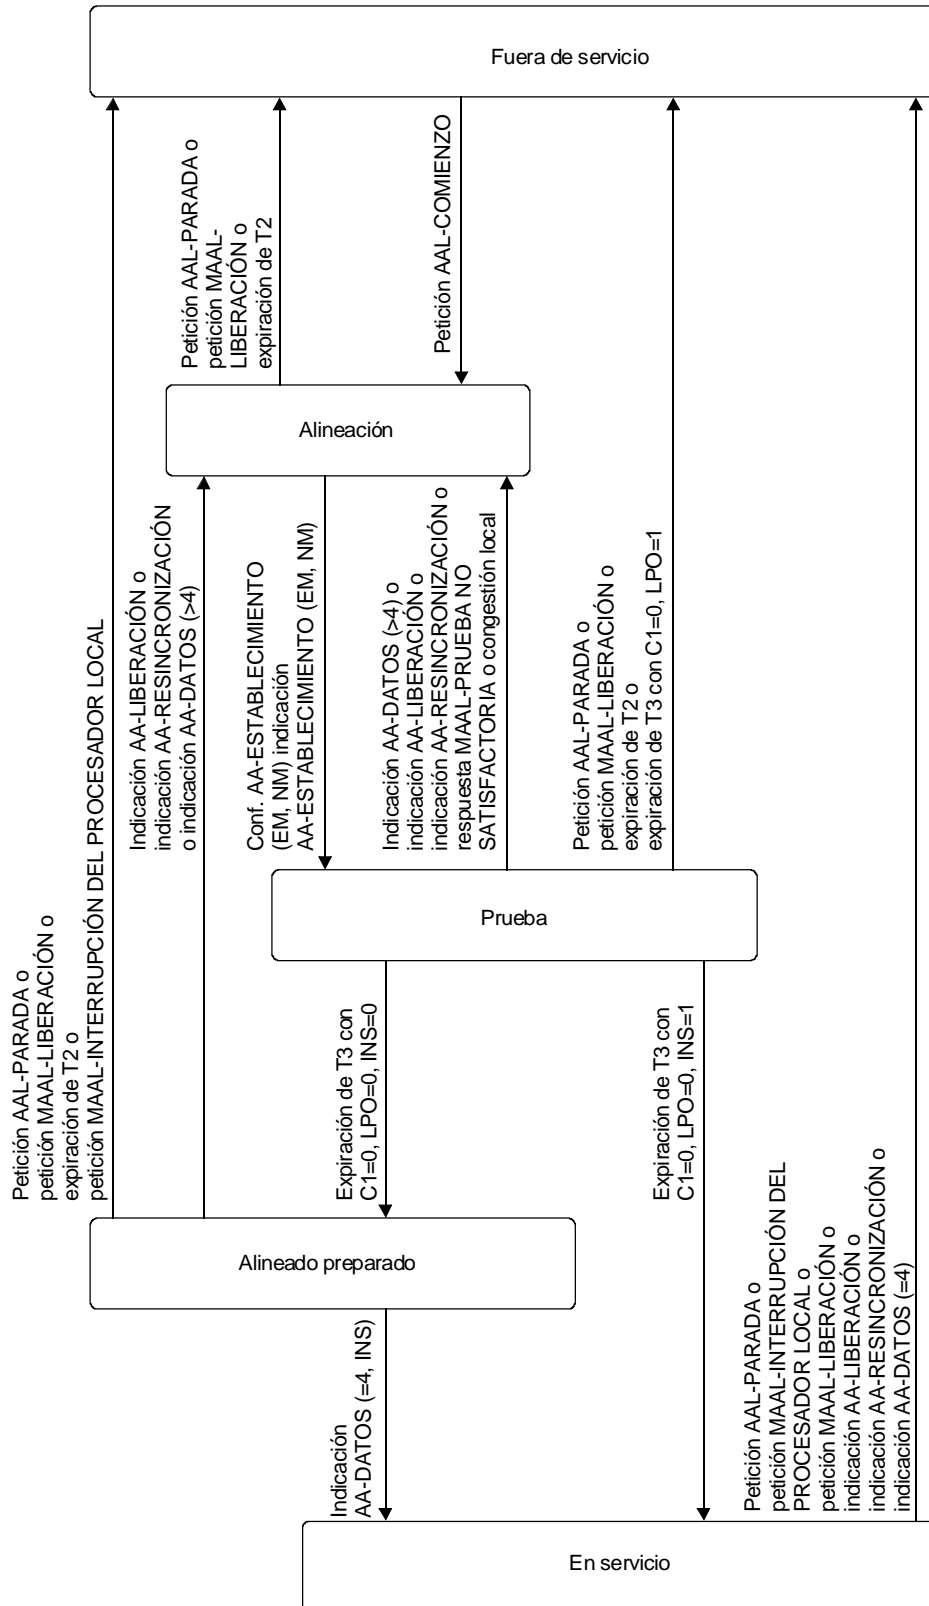 Fuera de servicio
Petición AAL-PARADA o
petición MAAL-
LIBERACIÓN o
expiración de T2
Petición AAL-COMIENZO
Alineación
Indicación AA-LIBERACIÓN o
indicación AA-RESINCRONIZACIÓN
o indicación AA-DATOS (>4)
Conf. AA-ESTABLECIMIENTO
(EM, NM) indicación
AA-ESTABLECIMIENTO (EM, NM)
Indicación AA-DATOS (>4) o
indicación AA-LIBERACIÓN o
indicación AA-RESINCRONIZACIÓN o
respuesta MAAL-PRUEBA NO
SATISFACTORIA o congestión local
Petición AAL-PARADA o
petición MAAL-LIBERACIÓN o
expiración de T2 o
expiración de T3 con C1=0, LPO=1
Prueba
Petición AAL-PARADA o
petición MAAL-LIBERACIÓN o
expiración de T2 o
petición MAAL-INTERRUPCIÓN DEL PROCESADOR LOCAL
Expiración de T3 con
C1=0, LPO=0, INS=0
Expiración de T3 con
C1=0, LPO=0, INS=1
Alineado preparado
Indicación
AA-DATOS (=4, INS)
Petición AAL-PARADA o
petición MAAL-INTERRUPCIÓN DEL
PROCESADOR LOCAL o
petición MAAL-LIBERACIÓN o
indicación AA-LIBERACIÓN o
indicación AA-RESINCRONIZACIÓN o
indicación AA-DATOS (=4)
En servicio